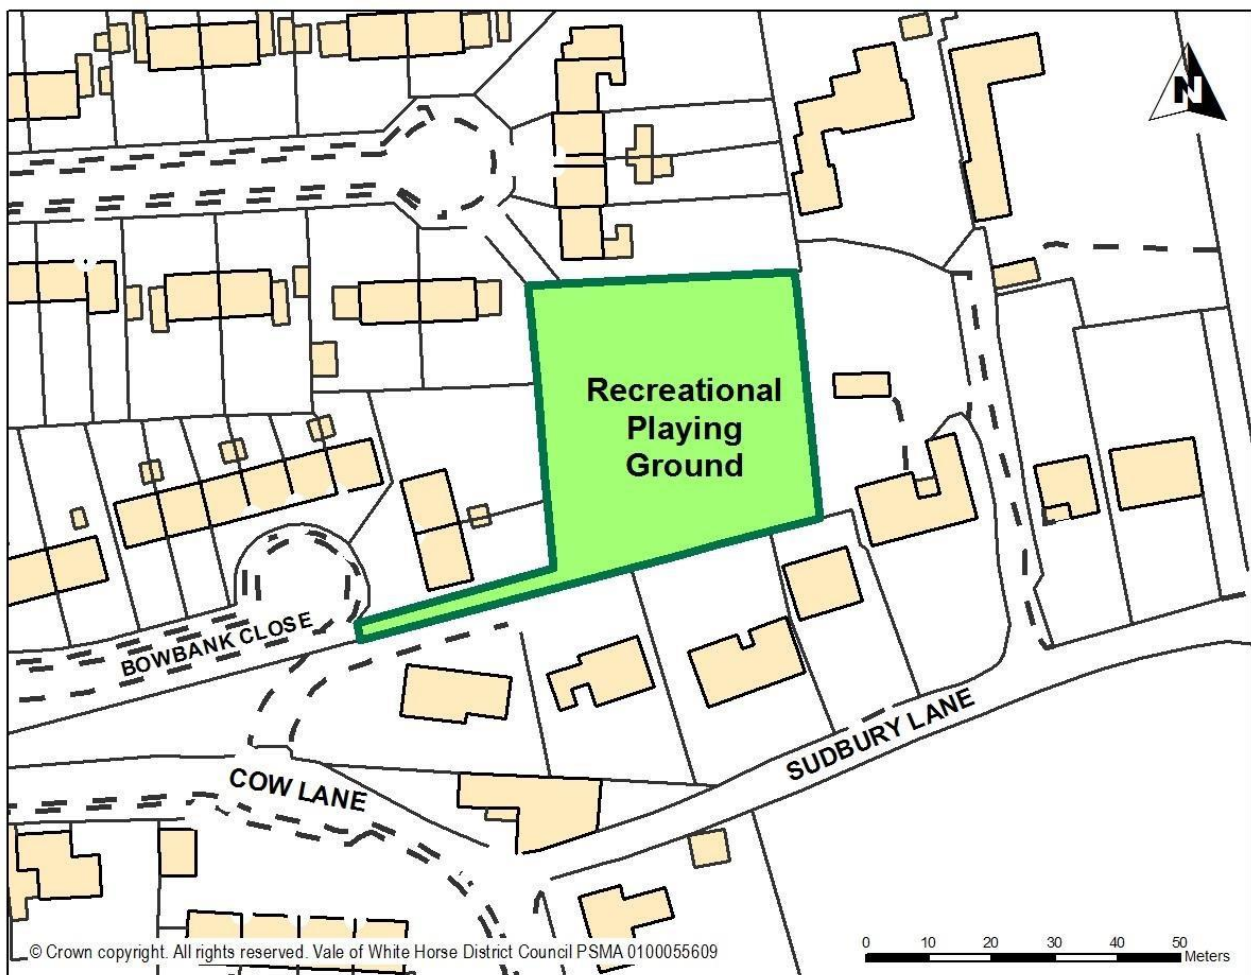 N
Recreational
Playing
Ground
BOWBANK CLOSE
SUDBURY LANE
COW LANE
© Crown copyright. All rights reserved. Vale of White Horse District Council PSMA 0100055609
0 10 20 30 40 50
Meters